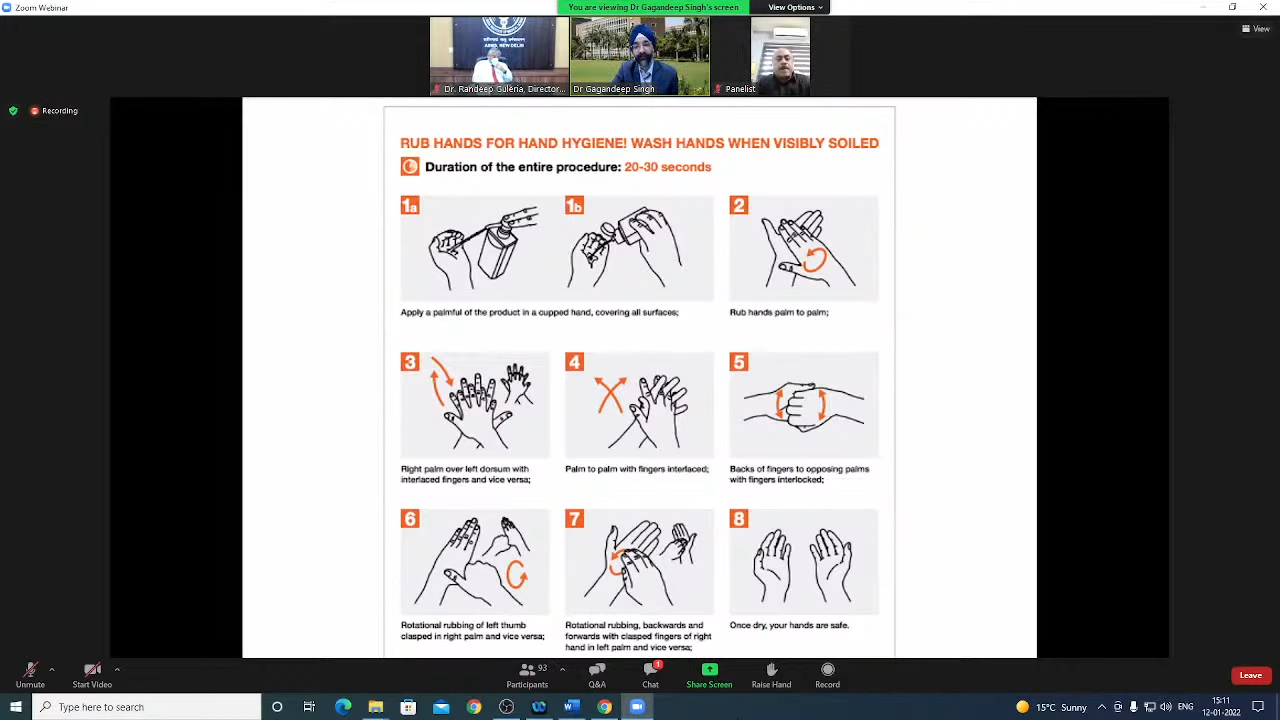 Zoom Webinar
You are viewing Dr Gagandeep Singh's screen
View Options
View
AIIMS, NEW DELHI
Dr. Randeep Guleria, Director...
Dr Gagandeep Singh
Panelist
Recording
RUB HANDS FOR HAND HYGIENE! WASH HANDS WHEN VISIBLY SOILED
Duration of the entire procedure: 20-30 seconds
1a
1b
2
Apply a palmful of the product in a cupped hand, covering all surfaces;
Rub hands palm to palm;
3
4
5
Right palm over left dorsum with
interlaced fingers and vice versa;
Palm to palm with fingers interlaced;
Backs of fingers to opposing palms
with fingers interlocked;
6
7
8
Rotational rubbing of left thumb
clasped in right palm and vice versa;
Rotational rubbing, backwards and
forwards with clasped fingers of right
hand in left palm and vice versa;
Once dry, your hands are safe.
Unmute
Start Video
93
Participants
Q&A
1
Chat
Share Screen
Raise Hand
Record
Leave
Type here to search
15°C Sunny
ENG
15:11
12-01-2022